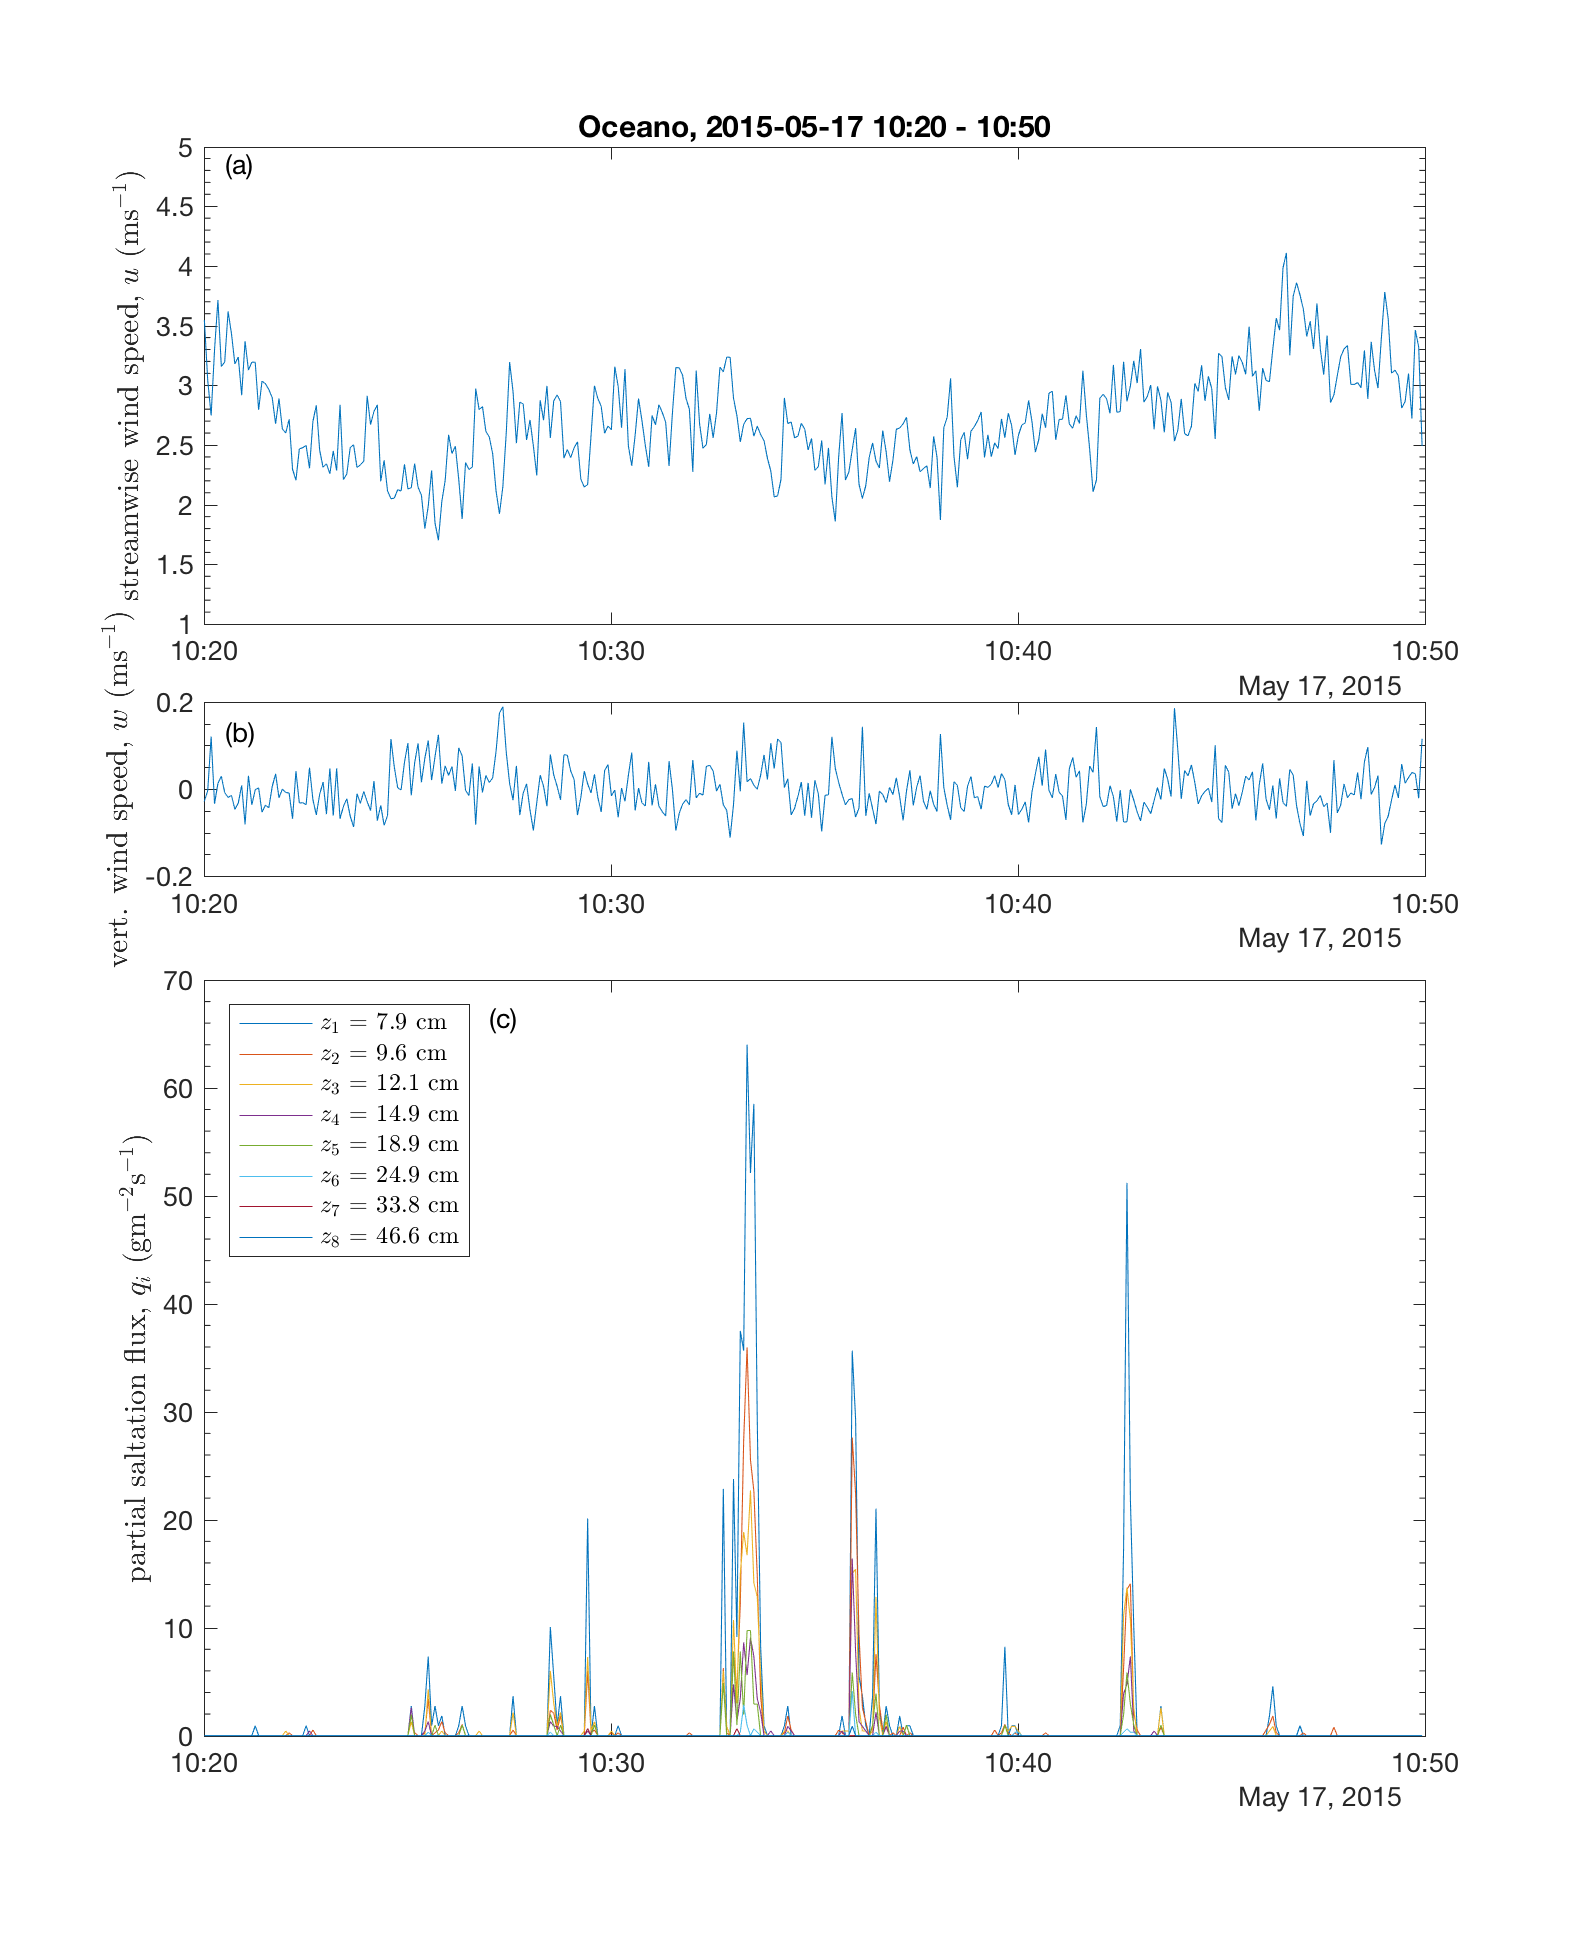 Oceano, 2015-05-17 10:20 - 10:50
(a)
streamwise wind speed, u (ms⁻¹)
5
4.5
4
3.5
3
2.5
2
1.5
1
10:20 10:30 10:40 10:50
May 17, 2015
(b)
vert. wind speed, w (ms⁻¹)
0.2
0
-0.2
10:20 10:30 10:40 10:50
May 17, 2015
(c)
partial saltation flux, qᵢ (gm⁻²s⁻¹)
70
60
50
40
30
20
10
0
z₁ = 7.9 cm
z₂ = 9.6 cm
z₃ = 12.1 cm
z₄ = 14.9 cm
z₅ = 18.9 cm
z₆ = 24.9 cm
z₇ = 33.8 cm
z₈ = 46.6 cm
10:20 10:30 10:40 10:50
May 17, 2015